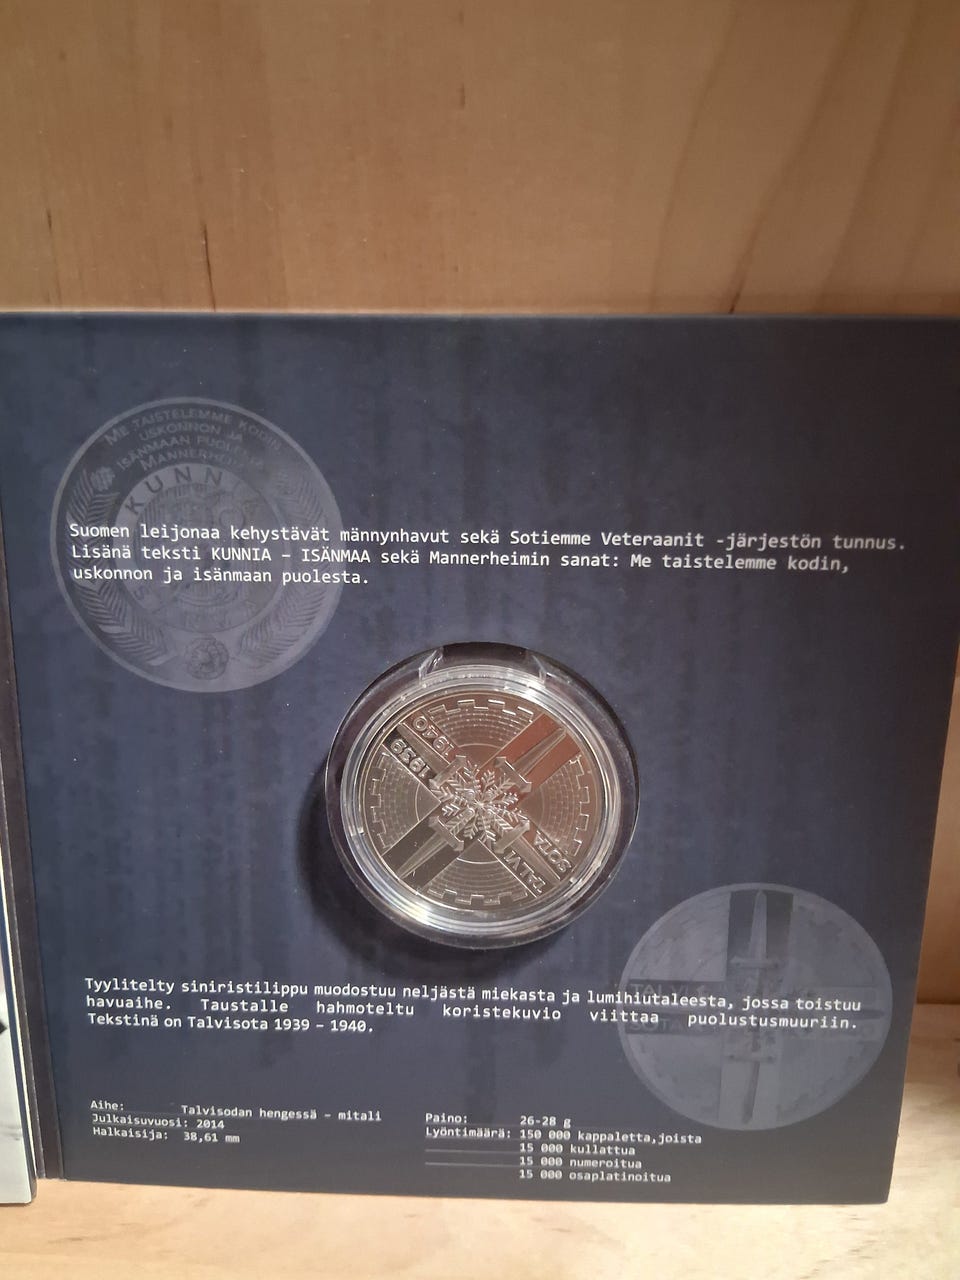 ME TAISTELEMME KODIN
USKONNON JA
ISÄNMAAN PUOLESTA
MANNERHEIM
KUNNIA
Suomen leijonaa kehystävät männynhavut sekä Sotiemme Veteraanit -järjestön tunnus.
Lisänä teksti KUNNIA – ISÄNMAA sekä Mannerheimin sanat: Me taistelemme kodin,
uskonnon ja isänmaan puolesta.
1940
1939
SOTA
TALVI
Tyylitelty siniristilippu muodostuu neljästä miekasta ja lumihiutaleesta, jossa toistuu
havuaihe. Taustalle hahmoteltu koristekuvio viittaa puolustusmuuriin.
Tekstinä on Talvisota 1939 – 1940.
TALVI
SOTA
Aihe: Talvisodan hengessä – mitali
Julkaisuvuosi: 2014
Halkaisija: 38,61 mm
Paino: 26-28 g
Lyöntimäärä: 150 000 kappaletta,joista
15 000 kullattua
15 000 numeroitua
15 000 osaplatinoitua